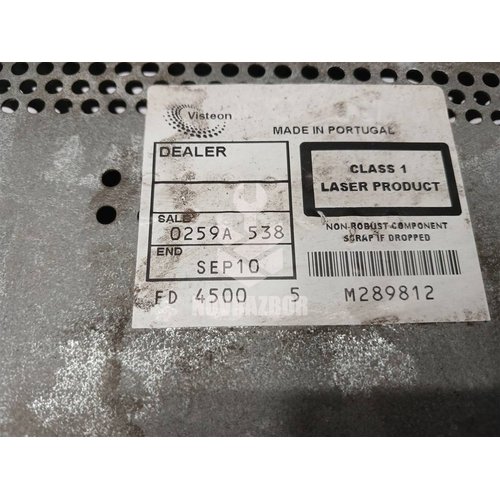 Visteon
MADE IN PORTUGAL
DEALER
CLASS 1
LASER PRODUCT
SALE
0259A 538
NON-ROBUST COMPONENT
SCRAP IF DROPPED
END
SEP10
FD 4500 5 M289812
NOVRAZBOR